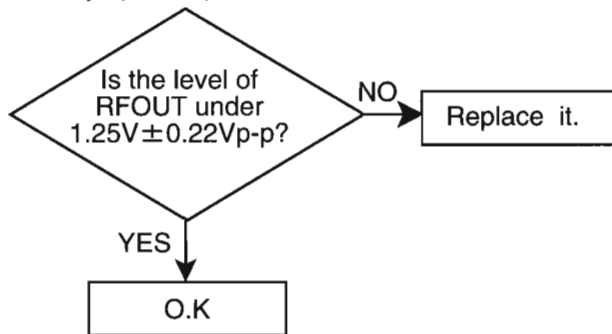 Is the level of
RFOUT under
1.25V±0.22Vp-p?
NO
Replace it.
YES
O.K